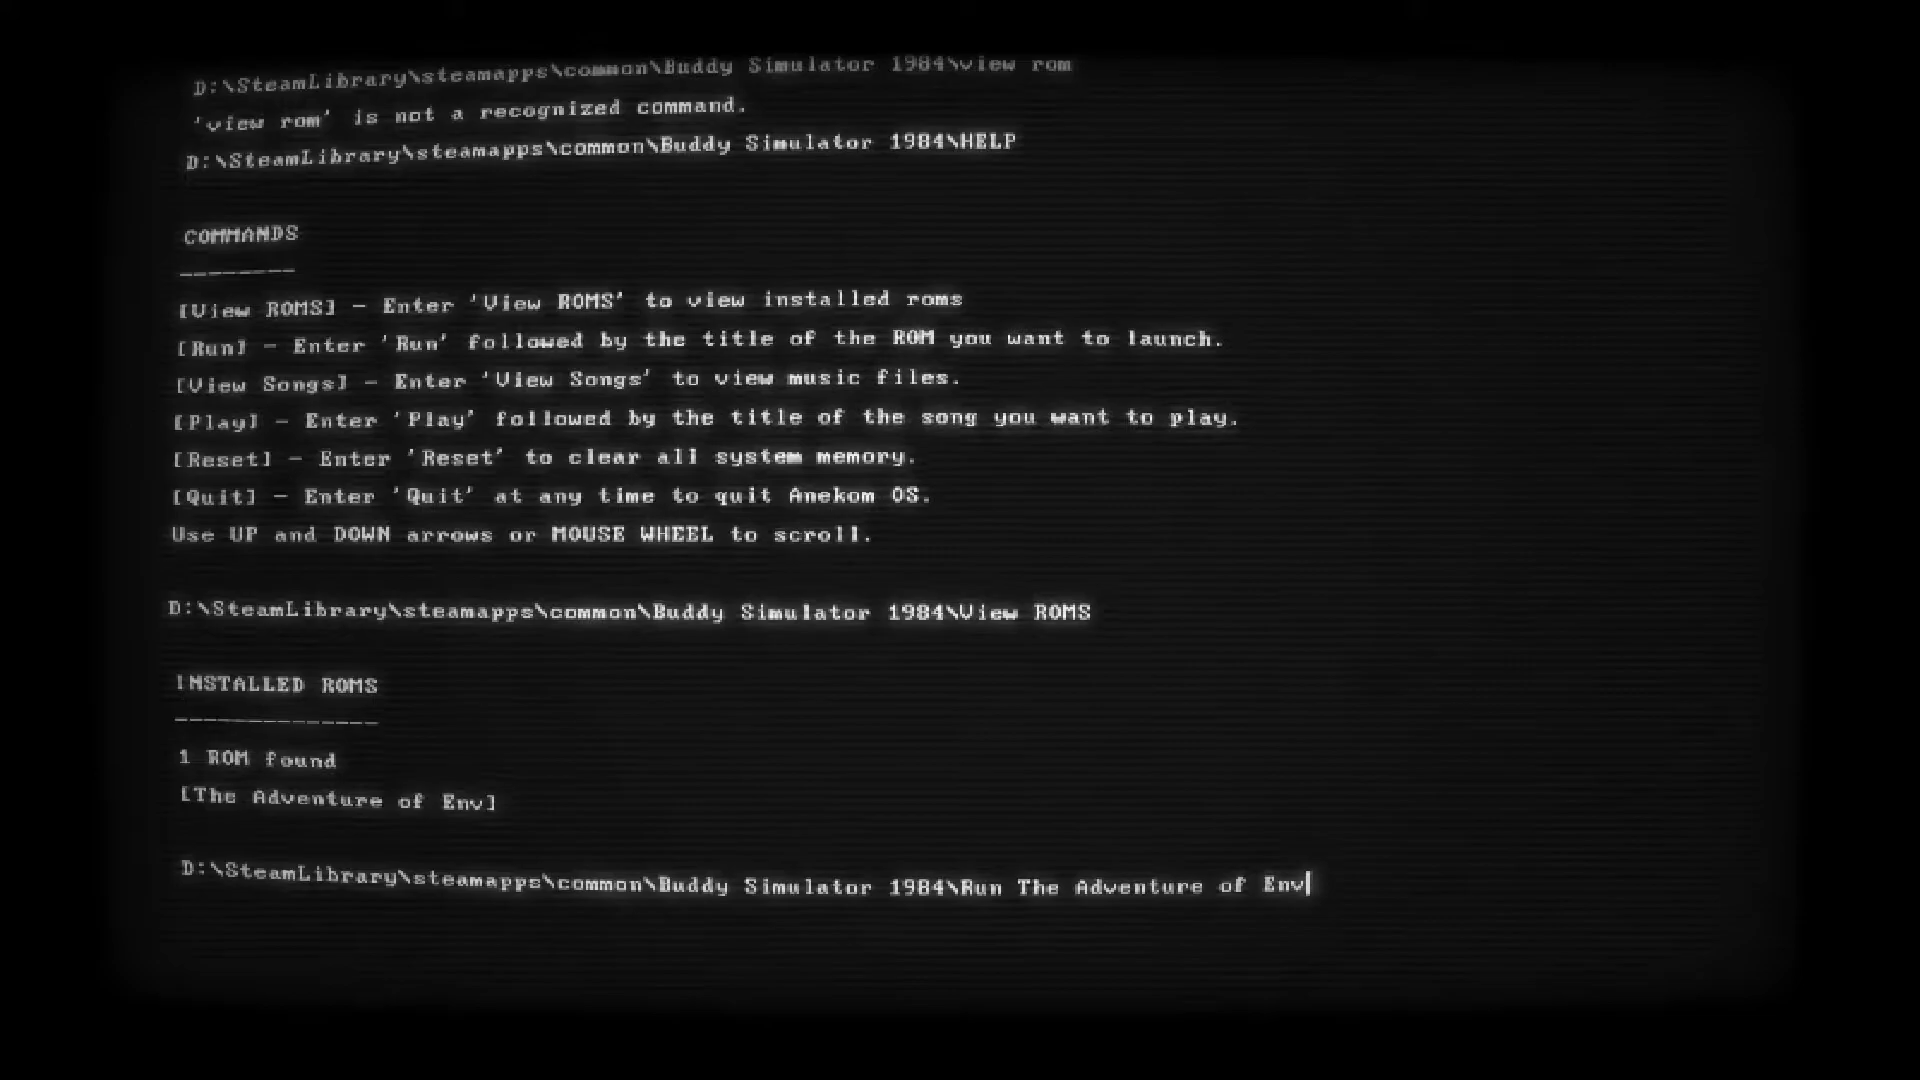 D:\SteamLibrary\steamapps\common\Buddy Simulator 1984\view rom
'view rom' is not a recognized command.
D:\SteamLibrary\steamapps\common\Buddy Simulator 1984\HELP
COMMANDS
--------
[View ROMS] - Enter 'View ROMS' to view installed roms
[Run] - Enter 'Run' followed by the title of the ROM you want to launch.
[View Songs] - Enter 'View Songs' to view music files.
[Play] - Enter 'Play' followed by the title of the song you want to play.
[Reset] - Enter 'Reset' to clear all system memory.
[Quit] - Enter 'Quit' at any time to quit Anekom OS.
Use UP and DOWN arrows or MOUSE WHEEL to scroll.
D:\SteamLibrary\steamapps\common\Buddy Simulator 1984\View ROMS
INSTALLED ROMS
--------------
1 ROM found
[The Adventure of Env]
D:\SteamLibrary\steamapps\common\Buddy Simulator 1984\Run The Adventure of Env